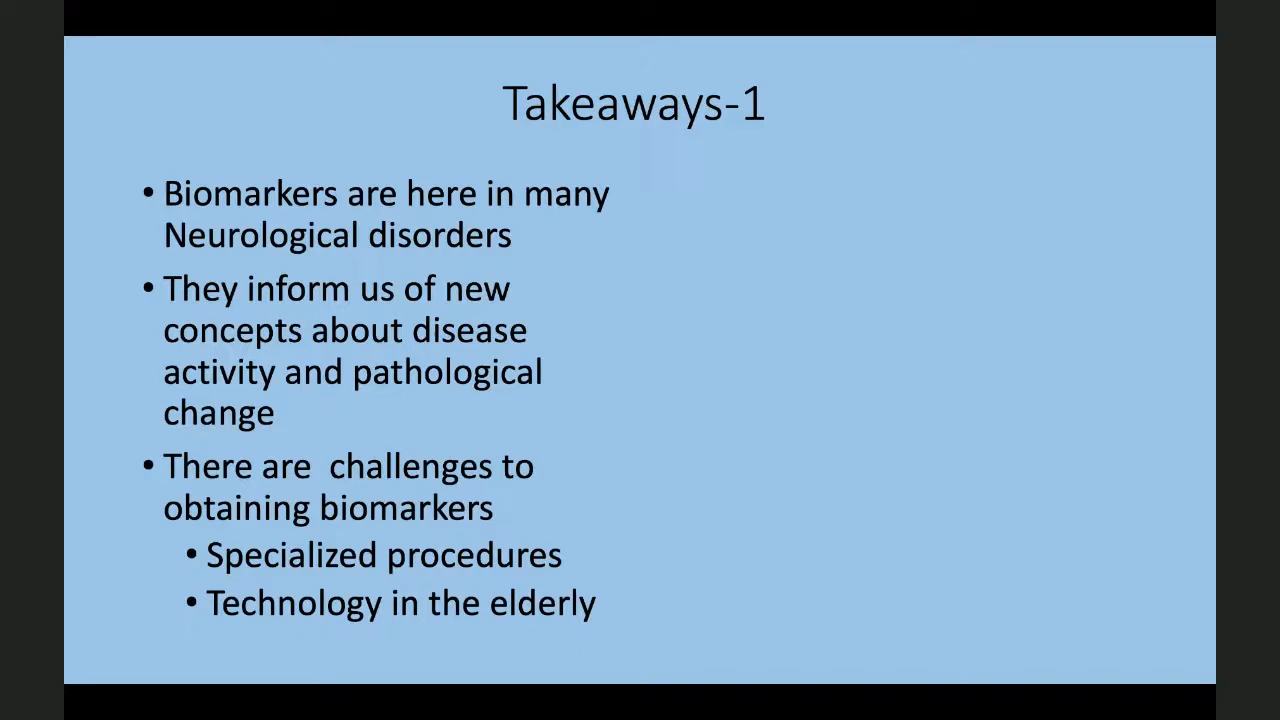 Takeaways-1
• Biomarkers are here in many
Neurological disorders
• They inform us of new
concepts about disease
activity and pathological
change
• There are  challenges to
obtaining biomarkers
• Specialized procedures
• Technology in the elderly